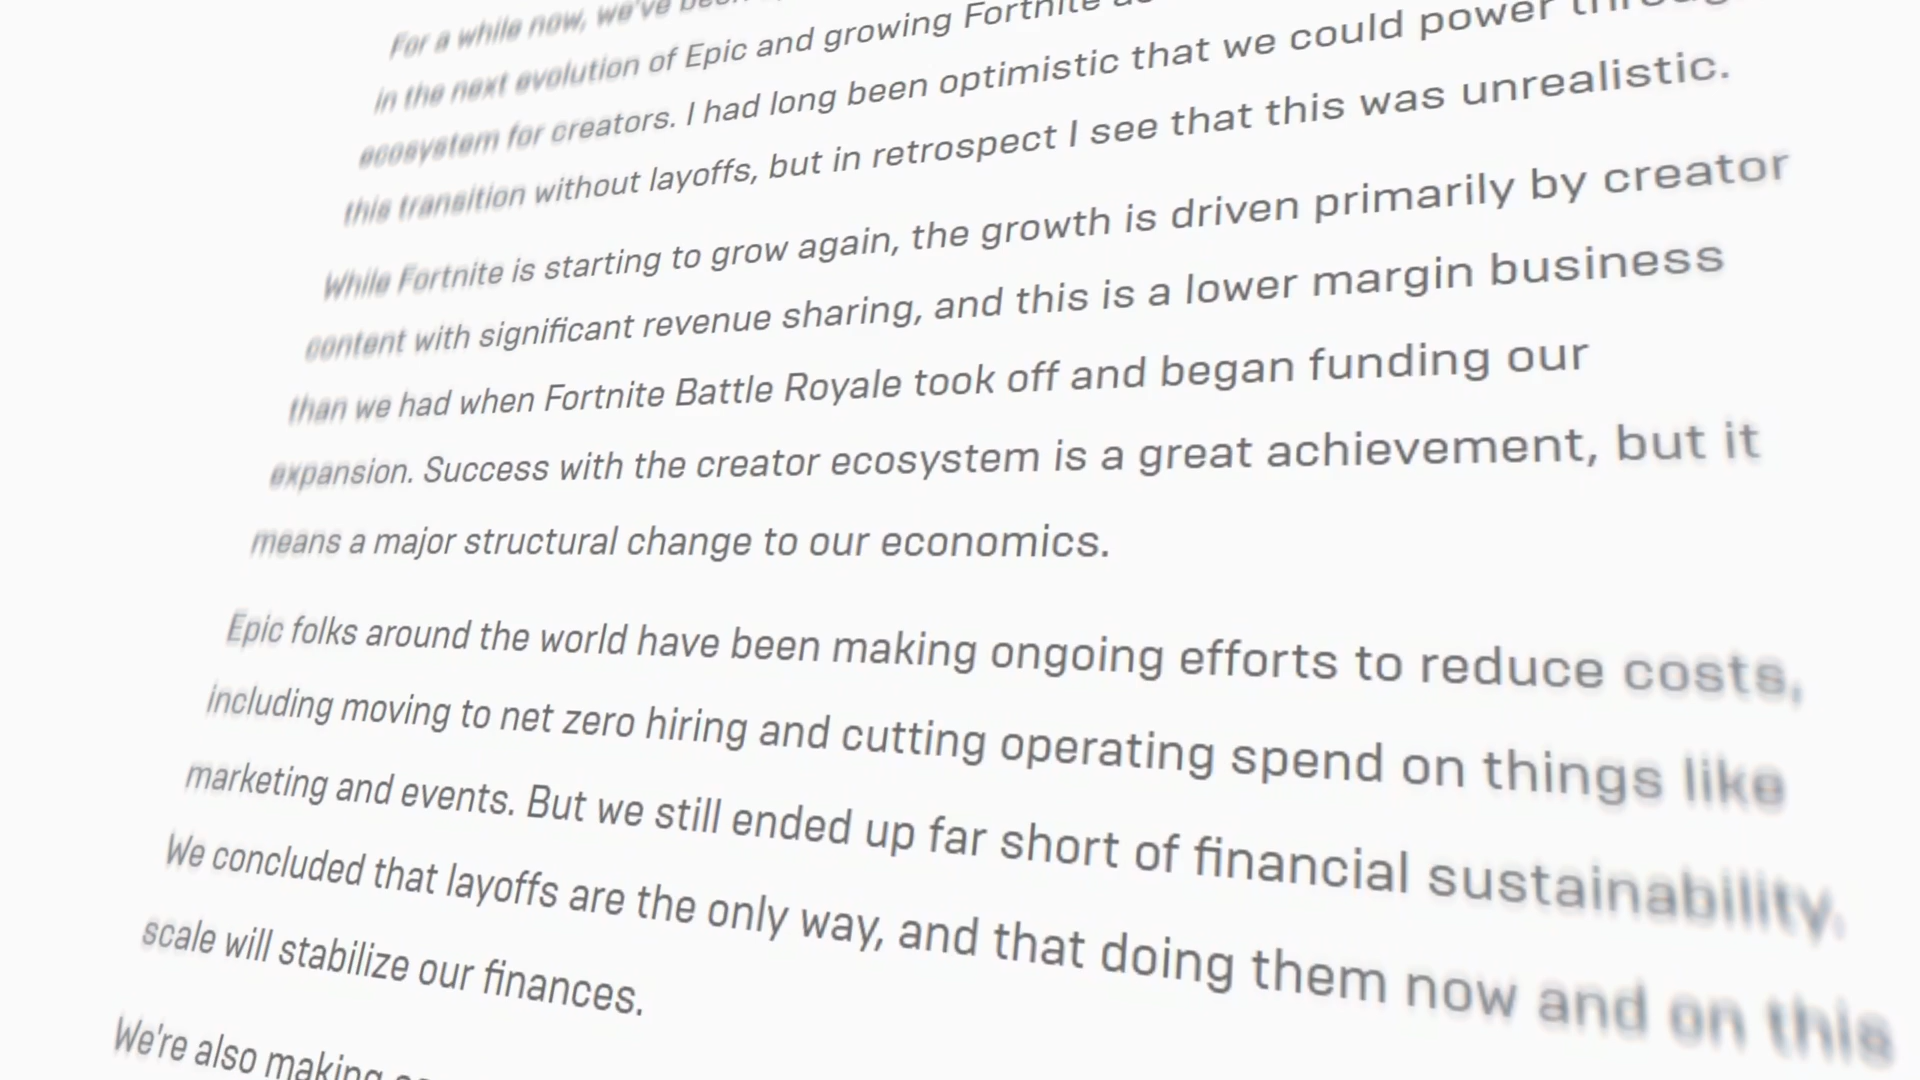 For a while now, we've been
in the next evolution of Epic and growing Fortnite as
ecosystem for creators. I had long been optimistic that we could power through
this transition without layoffs, but in retrospect I see that this was unrealistic.
While Fortnite is starting to grow again, the growth is driven primarily by creator
content with significant revenue sharing, and this is a lower margin business
than we had when Fortnite Battle Royale took off and began funding our
expansion. Success with the creator ecosystem is a great achievement, but it
means a major structural change to our economics.
Epic folks around the world have been making ongoing efforts to reduce costs,
including moving to net zero hiring and cutting operating spend on things like
marketing and events. But we still ended up far short of financial sustainability.
We concluded that layoffs are the only way, and that doing them now and on this
scale will stabilize our finances.
We're also making